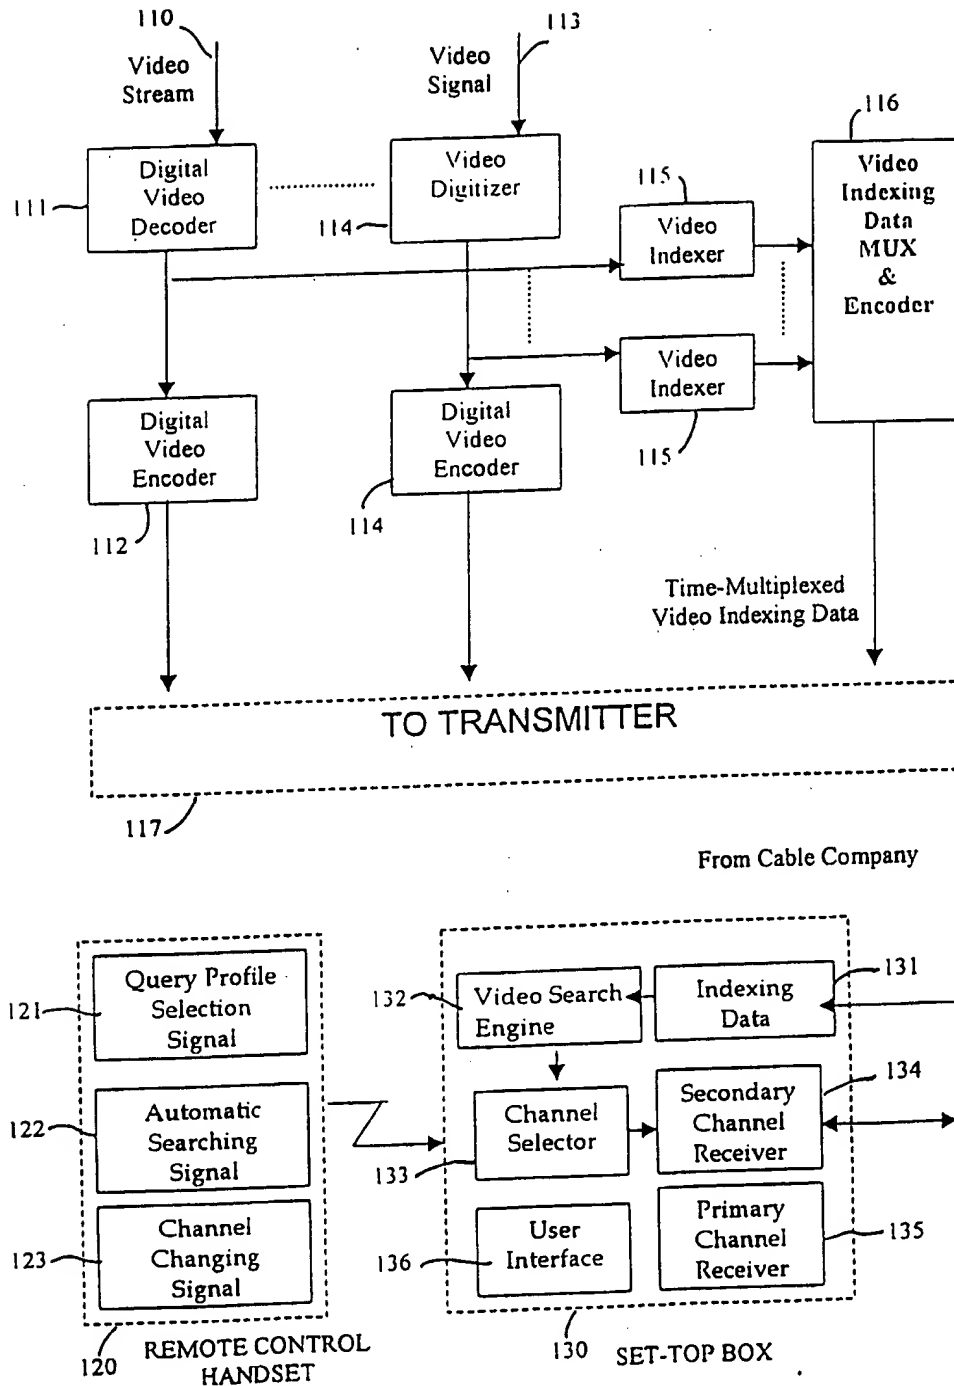 110
113
Video
Stream
Video
Signal
116
Digital
Video
Decoder
111
Video
Digitizer
114
115
Video
Indexer
Video
Indexing
Data
MUX
&
Encoder
Video
Indexer
115
Digital
Video
Encoder
112
Digital
Video
Encoder
114
Time-Multiplexed
Video Indexing Data
TO TRANSMITTER
117
From Cable Company
Query Profile
Selection
Signal
121
Automatic
Searching
Signal
122
Channel
Changing
Signal
123
120
REMOTE CONTROL
HANDSET
132
Video Search
Engine
Indexing
Data
131
Channel
Selector
133
Secondary
Channel
Receiver
134
User
Interface
136
Primary
Channel
Receiver
135
130
SET-TOP BOX